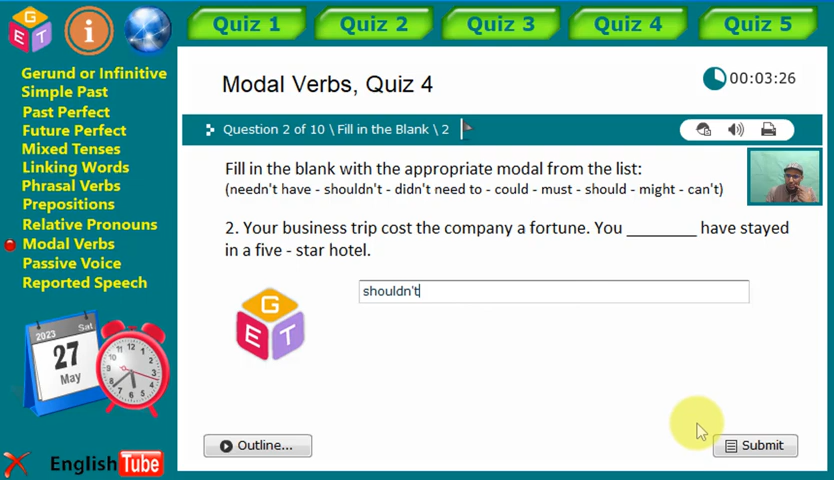 Quiz 1
Quiz 2
Quiz 3
Quiz 4
Quiz 5
G
E T
i
Gerund or Infinitive
Simple Past
Past Perfect
Future Perfect
Mixed Tenses
Linking Words
Phrasal Verbs
Prepositions
Relative Pronouns
Modal Verbs
Passive Voice
Reported Speech
2023 Sat
27
May
English Tube
Modal Verbs, Quiz 4
00:03:26
Question 2 of 10 \ Fill in the Blank \ 2
Fill in the blank with the appropriate modal from the list:
(needn't have - shouldn't - didn't need to - could - must - should - might - can't)
2. Your business trip cost the company a fortune. You ________ have stayed
in a five - star hotel.
shouldn't
G
E T
Outline...
Submit